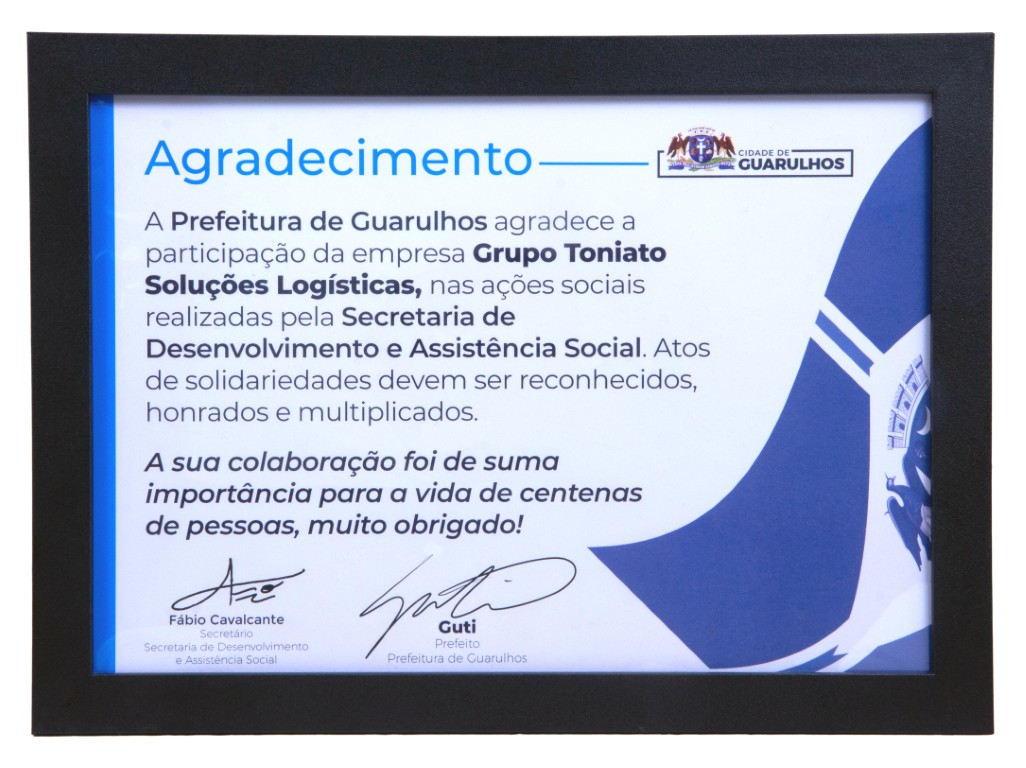 Agradecimento
CIDADE DE
GUARULHOS
A Prefeitura de Guarulhos agradece a
participação da empresa Grupo Toniato
Soluções Logísticas, nas ações sociais
realizadas pela Secretaria de
Desenvolvimento e Assistência Social. Atos
de solidariedades devem ser reconhecidos,
honrados e multiplicados.
A sua colaboração foi de suma
importância para a vida de centenas
de pessoas, muito obrigado!
Fábio Cavalcante
Secretário
Secretaria de Desenvolvimento
e Assistência Social
Guti
Prefeito
Prefeitura de Guarulhos